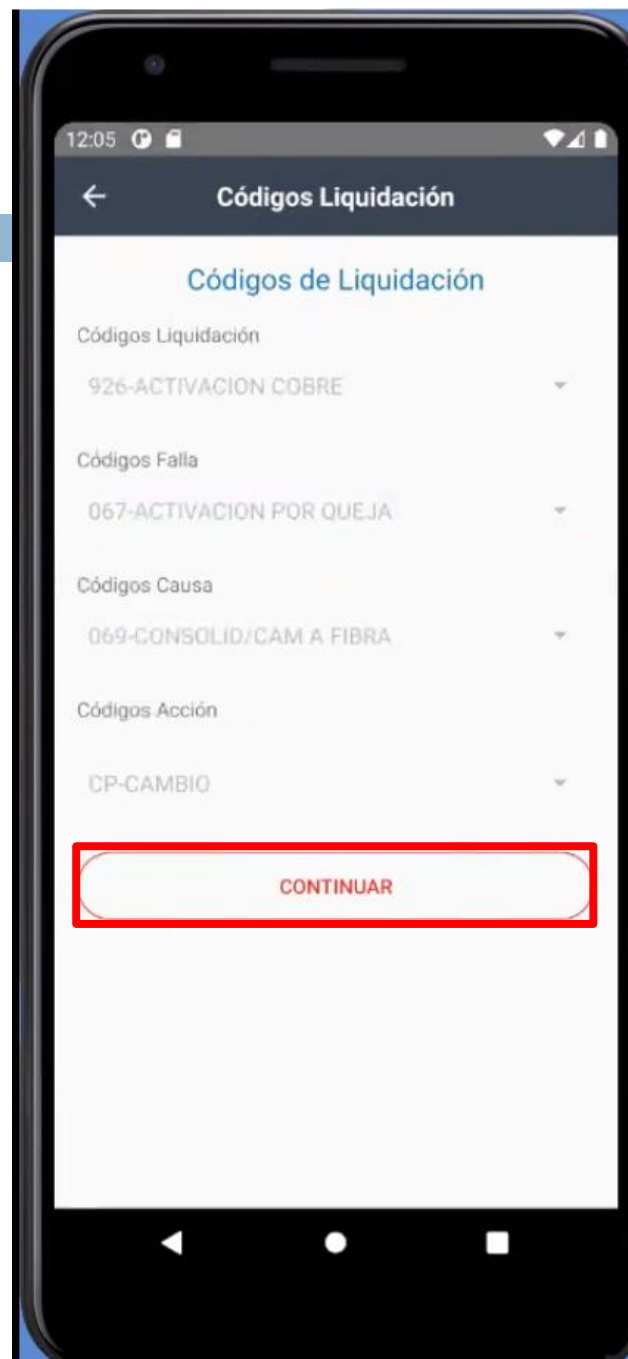 12:05
Códigos Liquidación
Códigos de Liquidación
Códigos Liquidación
926-ACTIVACION COBRE
Códigos Falla
067-ACTIVACION POR QUEJA
Códigos Causa
069-CONSOLID/CAM A FIBRA
Códigos Acción
CP-CAMBIO
CONTINUAR